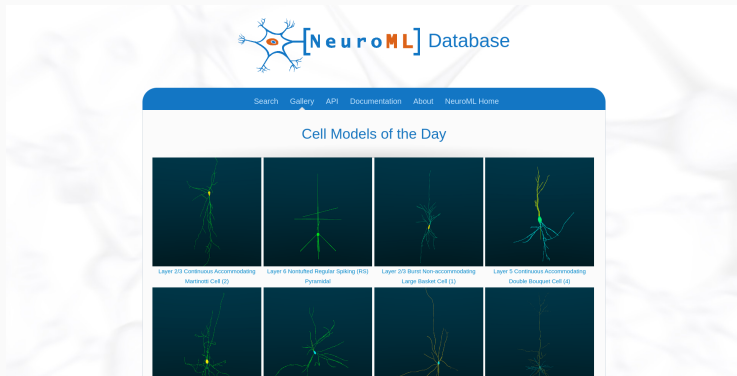 [NeuroML] Database
Search Gallery API Documentation About NeuroML Home
Cell Models of the Day
Layer 2/3 Continuous Accommodating Martinotti Cell (2)
Layer 6 Nontufted Regular Spiking (RS) Pyramidal
Layer 2/3 Burst Non-accommodating Large Basket Cell (1)
Layer 5 Continuous Accommodating Double Bouquet Cell (4)